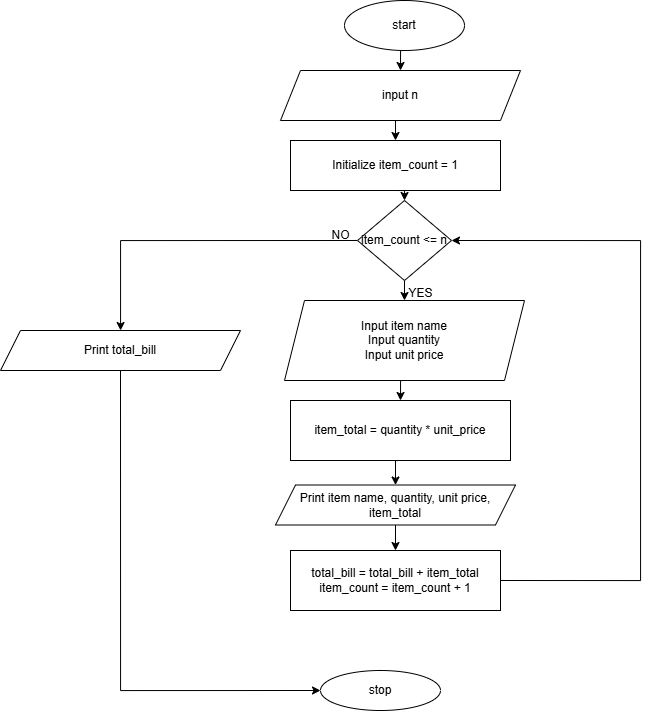 start
input n
Initialize item_count = 1
NO
item_count <= n
YES
Input item name
Input quantity
Input unit price
Print total_bill
item_total = quantity * unit_price
Print item name, quantity, unit price,
item_total
total_bill = total_bill + item_total
item_count = item_count + 1
stop